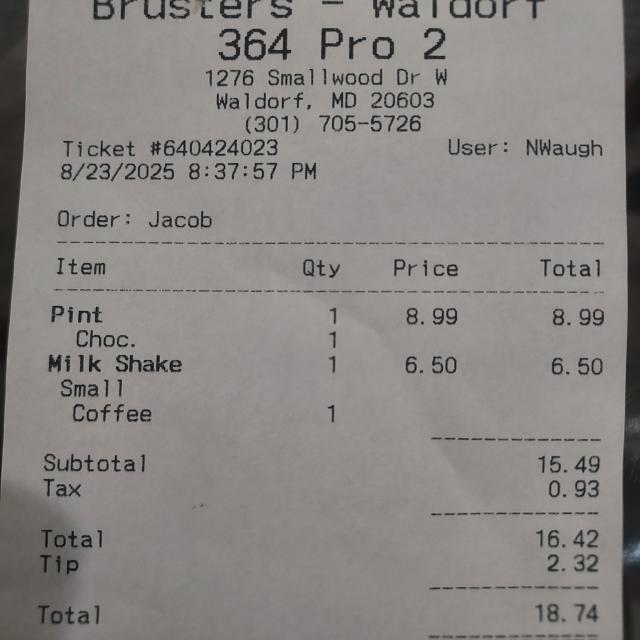 Brusters - Waldorf
364 Pro 2
1276 Smallwood Dr W
Waldorf, MD 20603
(301) 705-5726
Ticket #640424023 User: NWaugh
8/23/2025 8:37:57 PM
Order: Jacob
Item Qty Price Total
Pint 1 8.99 8.99
Choc. 1
Milk Shake 1 6.50 6.50
Small
Coffee 1
Subtotal 15.49
Tax 0.93
Total 16.42
Tip 2.32
Total 18.74